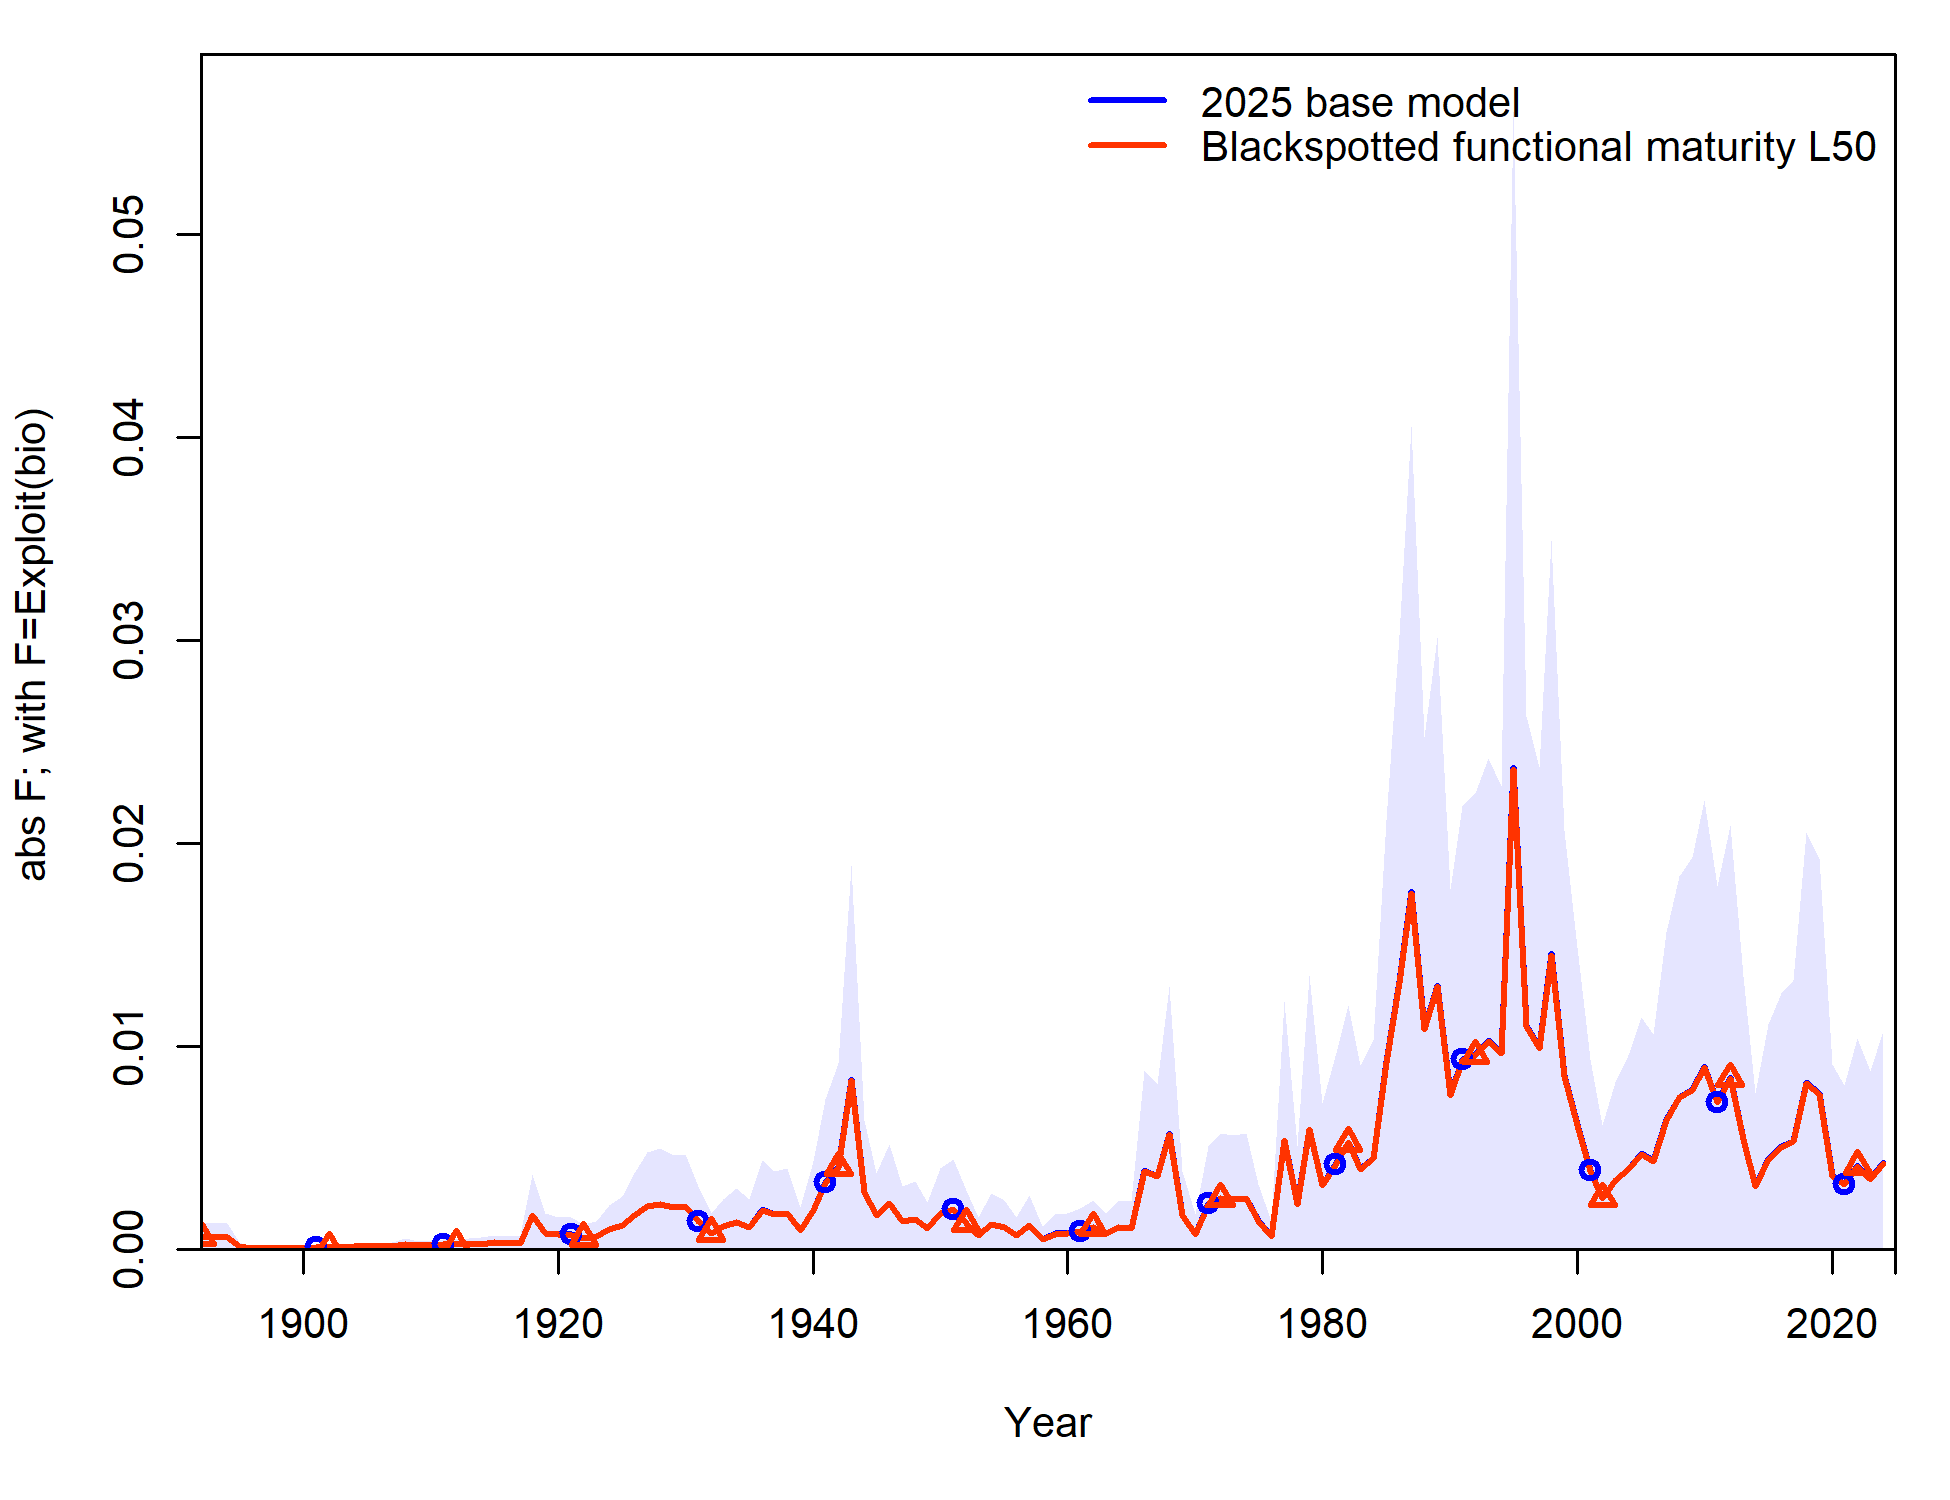 2025 base model
Blackspotted functional maturity L50
abs F; with F=Exploit(bio)
0.05
0.04
0.03
0.02
0.01
0.00
1900 1920 1940 1960 1980 2000 2020
Year